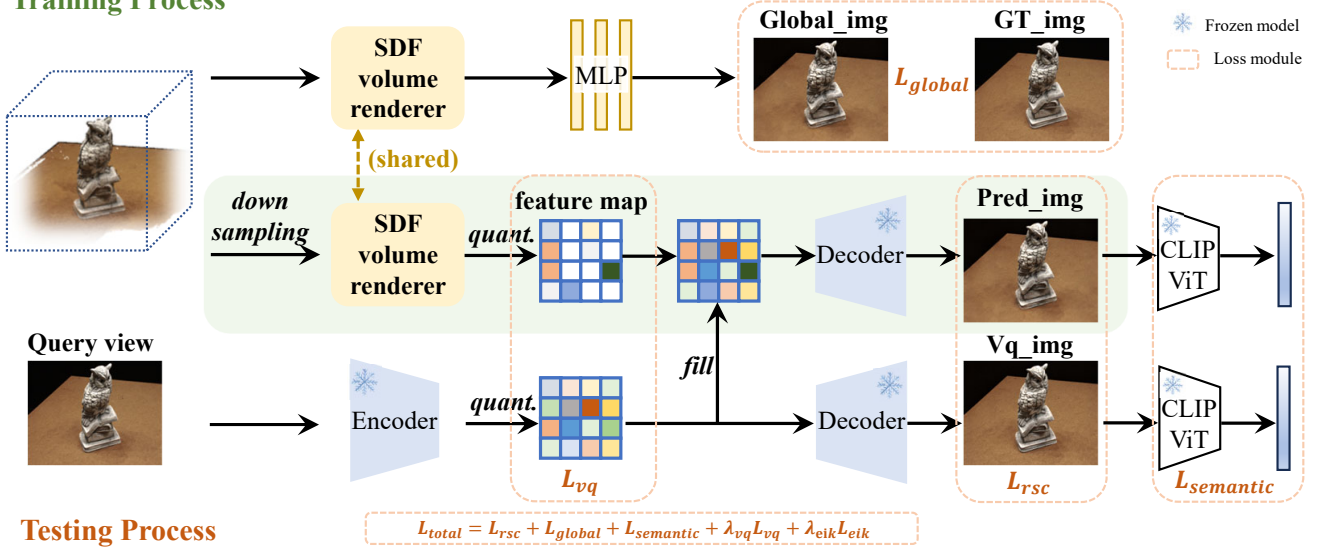 Training Process
SDF
volume
renderer
MLP
Global_img
GT_img
L_global
Frozen model
Loss module
(shared)
down
sampling
SDF
volume
renderer
quant.
feature map
Decoder
Pred_img
CLIP
ViT
Query view
Encoder
quant.
fill
Decoder
Vq_img
CLIP
ViT
L_vq
L_rsc
L_semantic
Testing Process
L_total = L_rsc + L_global + L_semantic + λ_vq L_vq + λ_eik L_eik